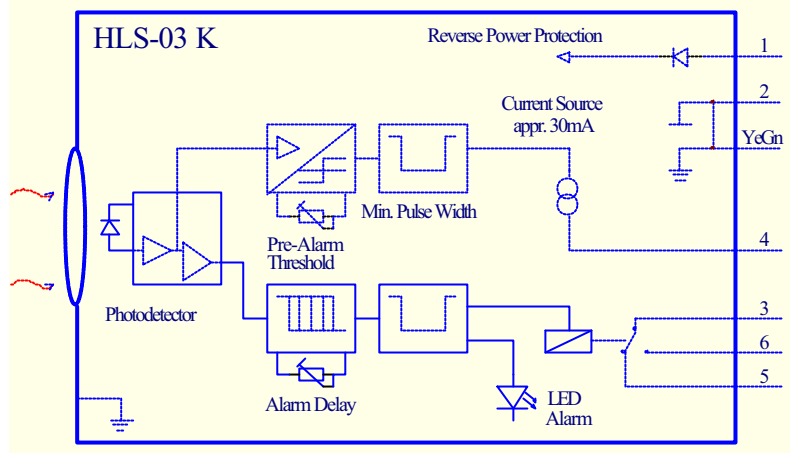 HLS-03 K
Reverse Power Protection
1
2
Current Source
appr. 30mA
YeGn
Min. Pulse Width
Pre-Alarm
Threshold
4
Photodetector
3
6
5
LED
Alarm
Alarm Delay